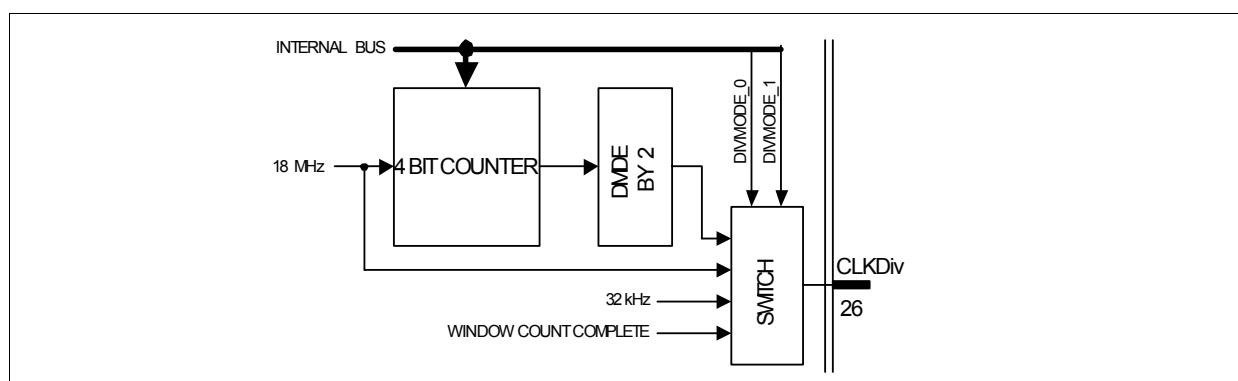 INTERNAL BUS
DIVMODE_0
DIVMODE_1
18 MHz
4 BIT COUNTER
DIVIDE
BY 2
SWITCH
CLKDiv
26
32 kHz
WINDOW COUNT COMPLETE